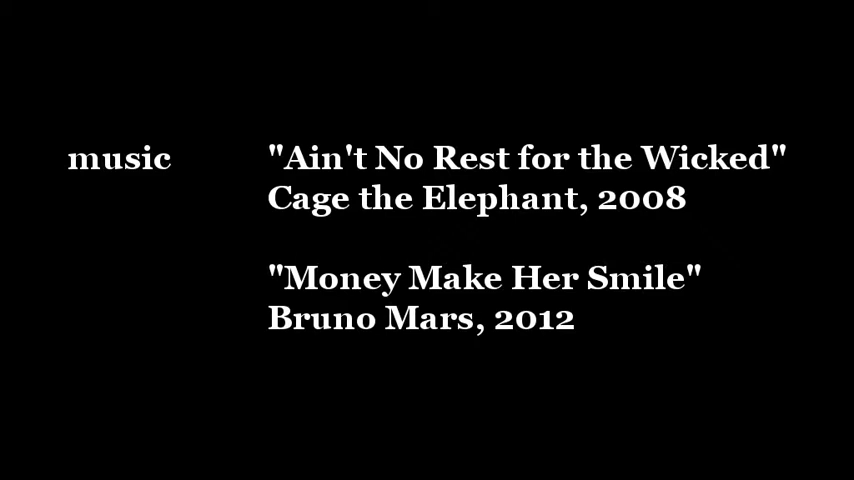 music "Ain't No Rest for the Wicked"
Cage the Elephant, 2008
"Money Make Her Smile"
Bruno Mars, 2012